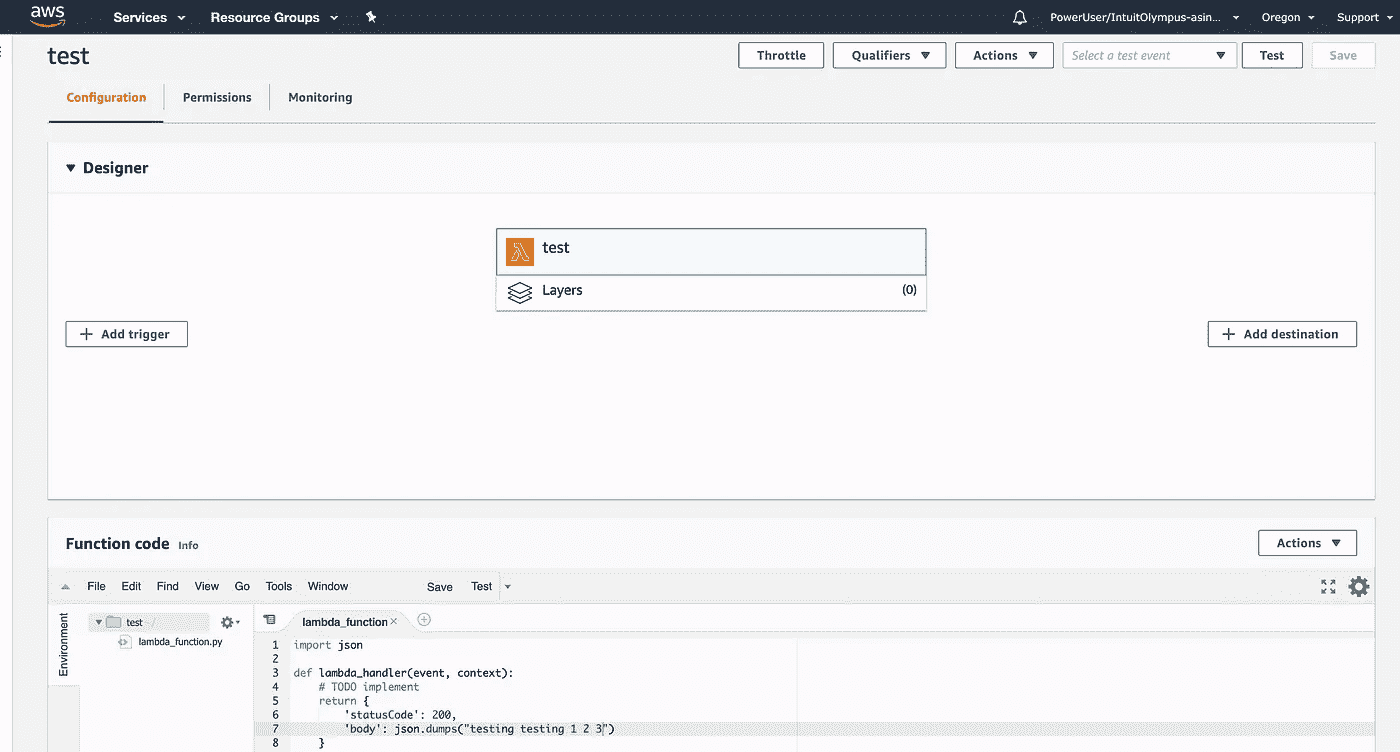 aws Services Resource Groups PowerUser/IntuitOlympus-asin... Oregon Support
test Throttle Qualifiers Actions Select a test event Test Save
Configuration Permissions Monitoring
Designer
test
Layers (0)
+ Add trigger + Add destination
Function code Info Actions
File Edit Find View Go Tools Window Save Test
Environment
test /
lambda_function.py
lambda_function
1 import json
2
3 def lambda_handler(event, context):
4 # TODO implement
5 return {
6 'statusCode': 200,
7 'body': json.dumps("testing testing 1 2 3")
8 }